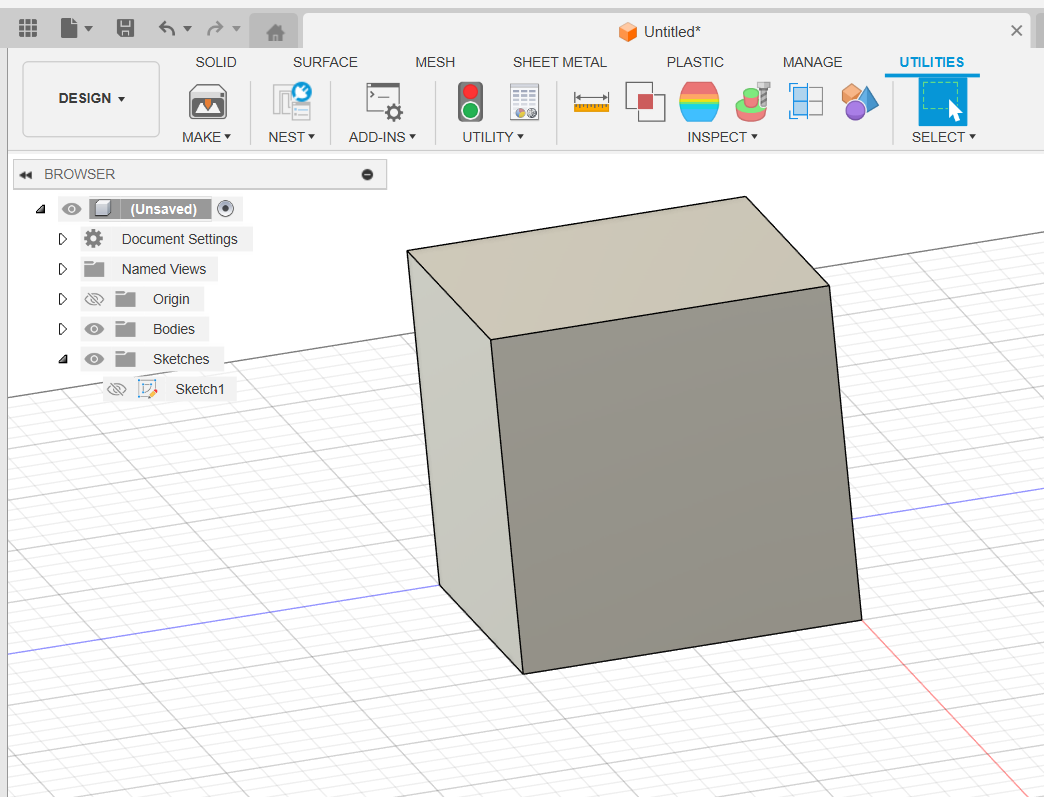 Untitled*
SOLID SURFACE MESH SHEET METAL PLASTIC MANAGE UTILITIES
DESIGN
MAKE NEST ADD-INS UTILITY INSPECT SELECT
BROWSER
(Unsaved)
Document Settings
Named Views
Origin
Bodies
Sketches
Sketch1